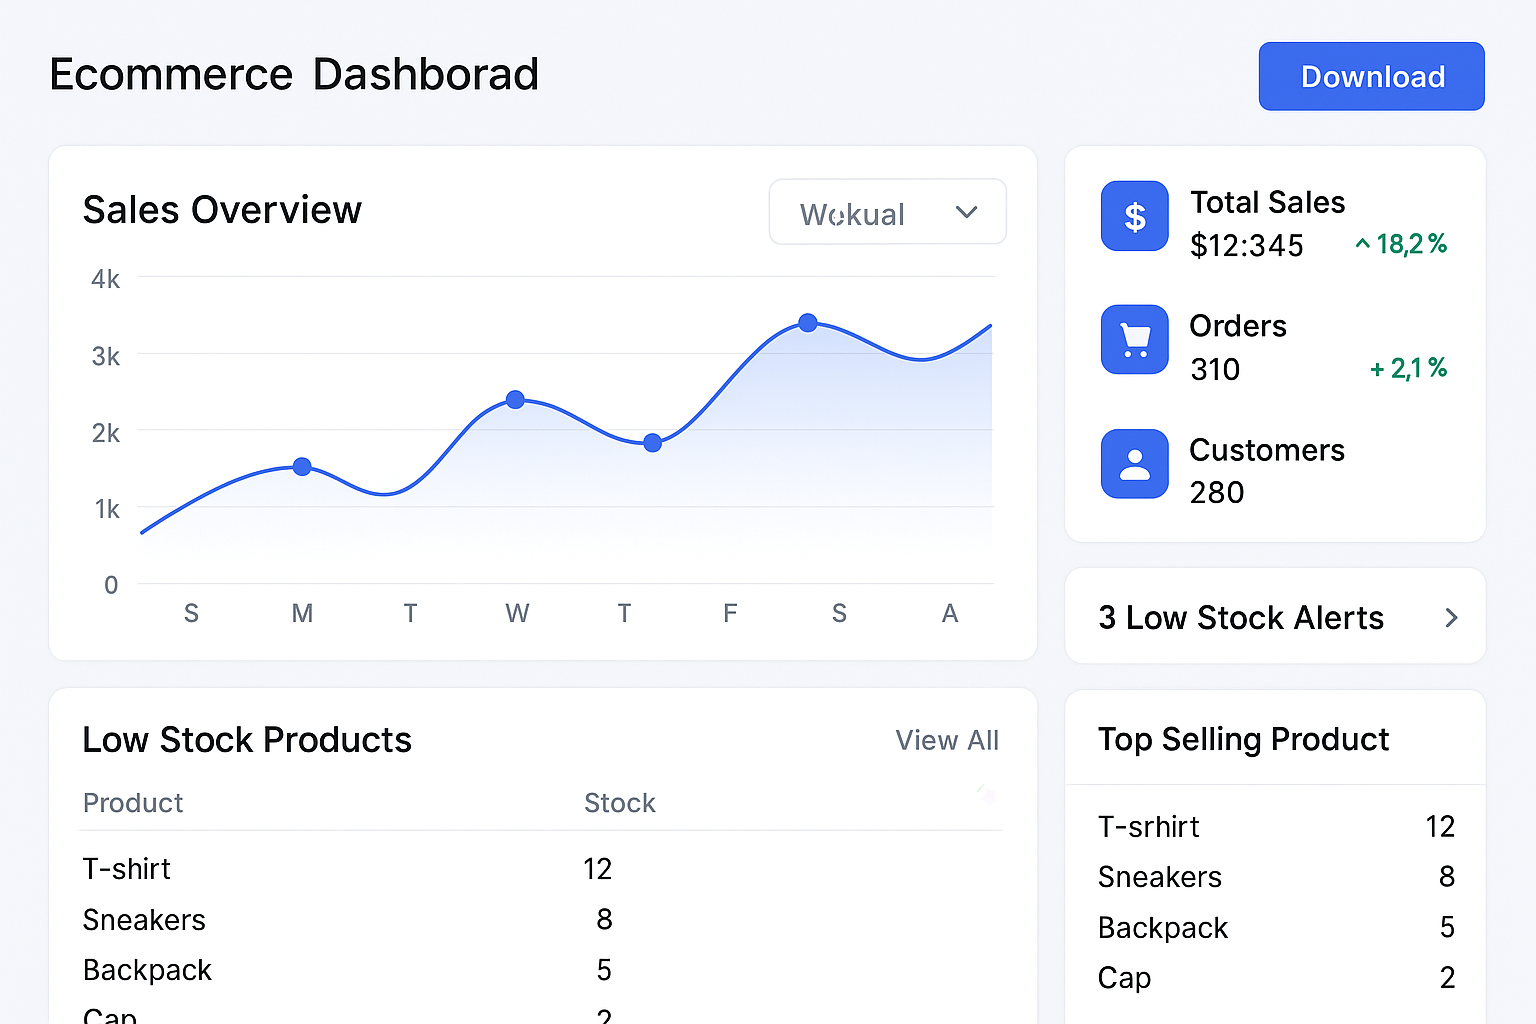 Ecommerce Dashborad
Download
Sales Overview
Wekual
4k
3k
2k
1k
0
S M T W T F S A
Total Sales
$12:345 ^ 18,2%
Orders
310 + 2,1%
Customers
280
3 Low Stock Alerts
Low Stock Products View All
Product Stock
T-shirt 12
Sneakers 8
Backpack 5
Cap 2
Top Selling Product
T-srhirt 12
Sneakers 8
Backpack 5
Cap 2